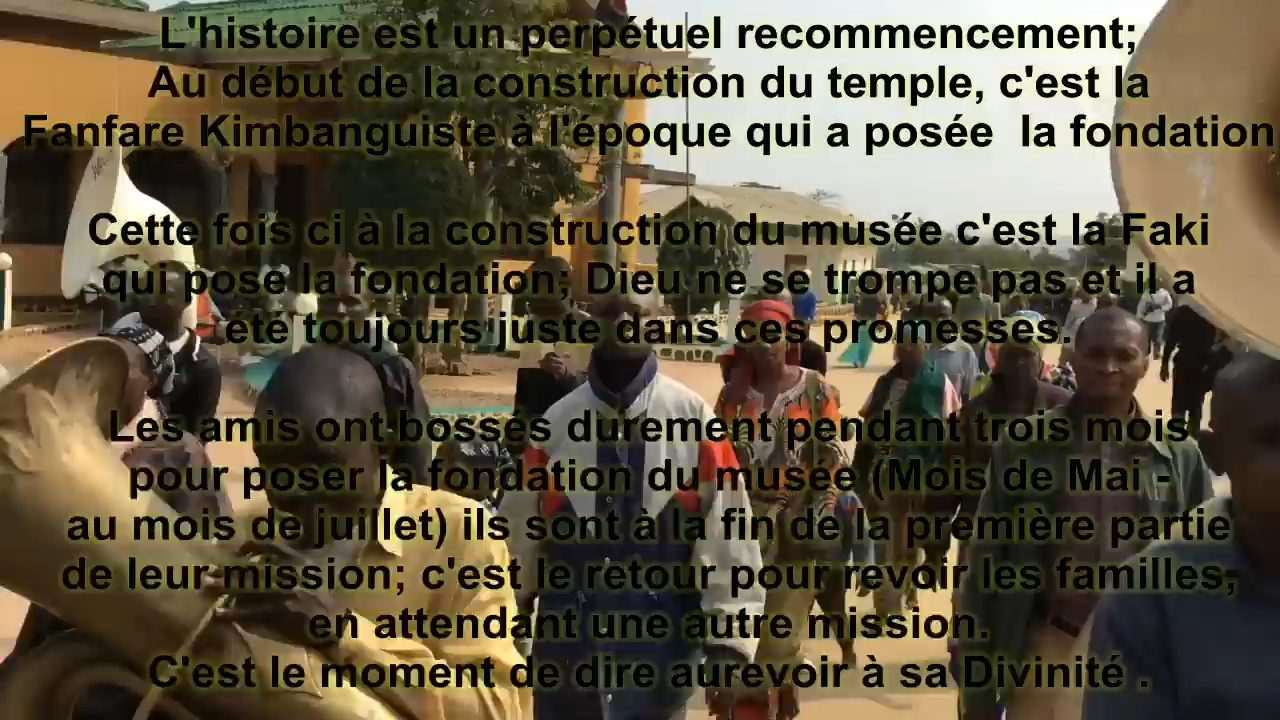 L'histoire est un perpétuel recommencement;
Au début de la construction du temple, c'est la
Fanfare Kimbanguiste à l'époque qui a posée la fondation
Cette fois ci à la construction du musée c'est la Faki
qui pose la fondation; Dieu ne se trompe pas et il a
été toujours juste dans ces promesses.
Les amis ont bossés durement pendant trois mois
pour poser la fondation du musée (Mois de Mai -
au mois de juillet) ils sont à la fin de la première partie
de leur mission; c'est le retour pour revoir les familles,
en attendant une autre mission.
C'est le moment de dire aurevoir à sa Divinité .